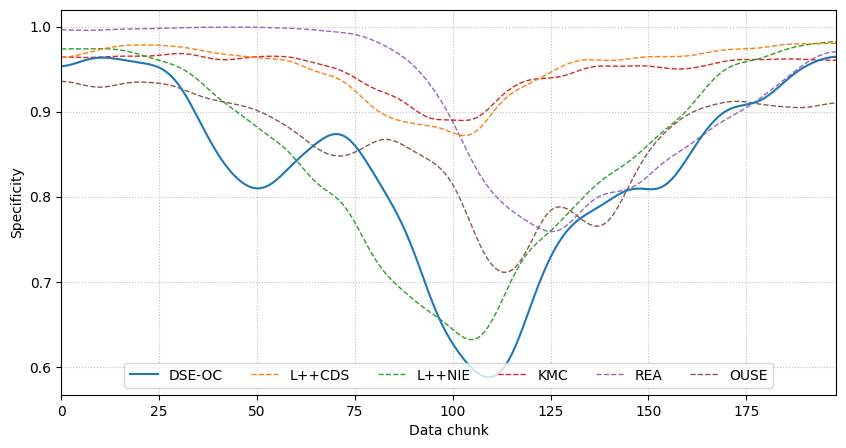 1.0
0.9
0.8
0.7
0.6
Specificity
DSE-OC L++CDS L++NIE KMC REA OUSE
0 25 50 75 100 125 150 175
Data chunk